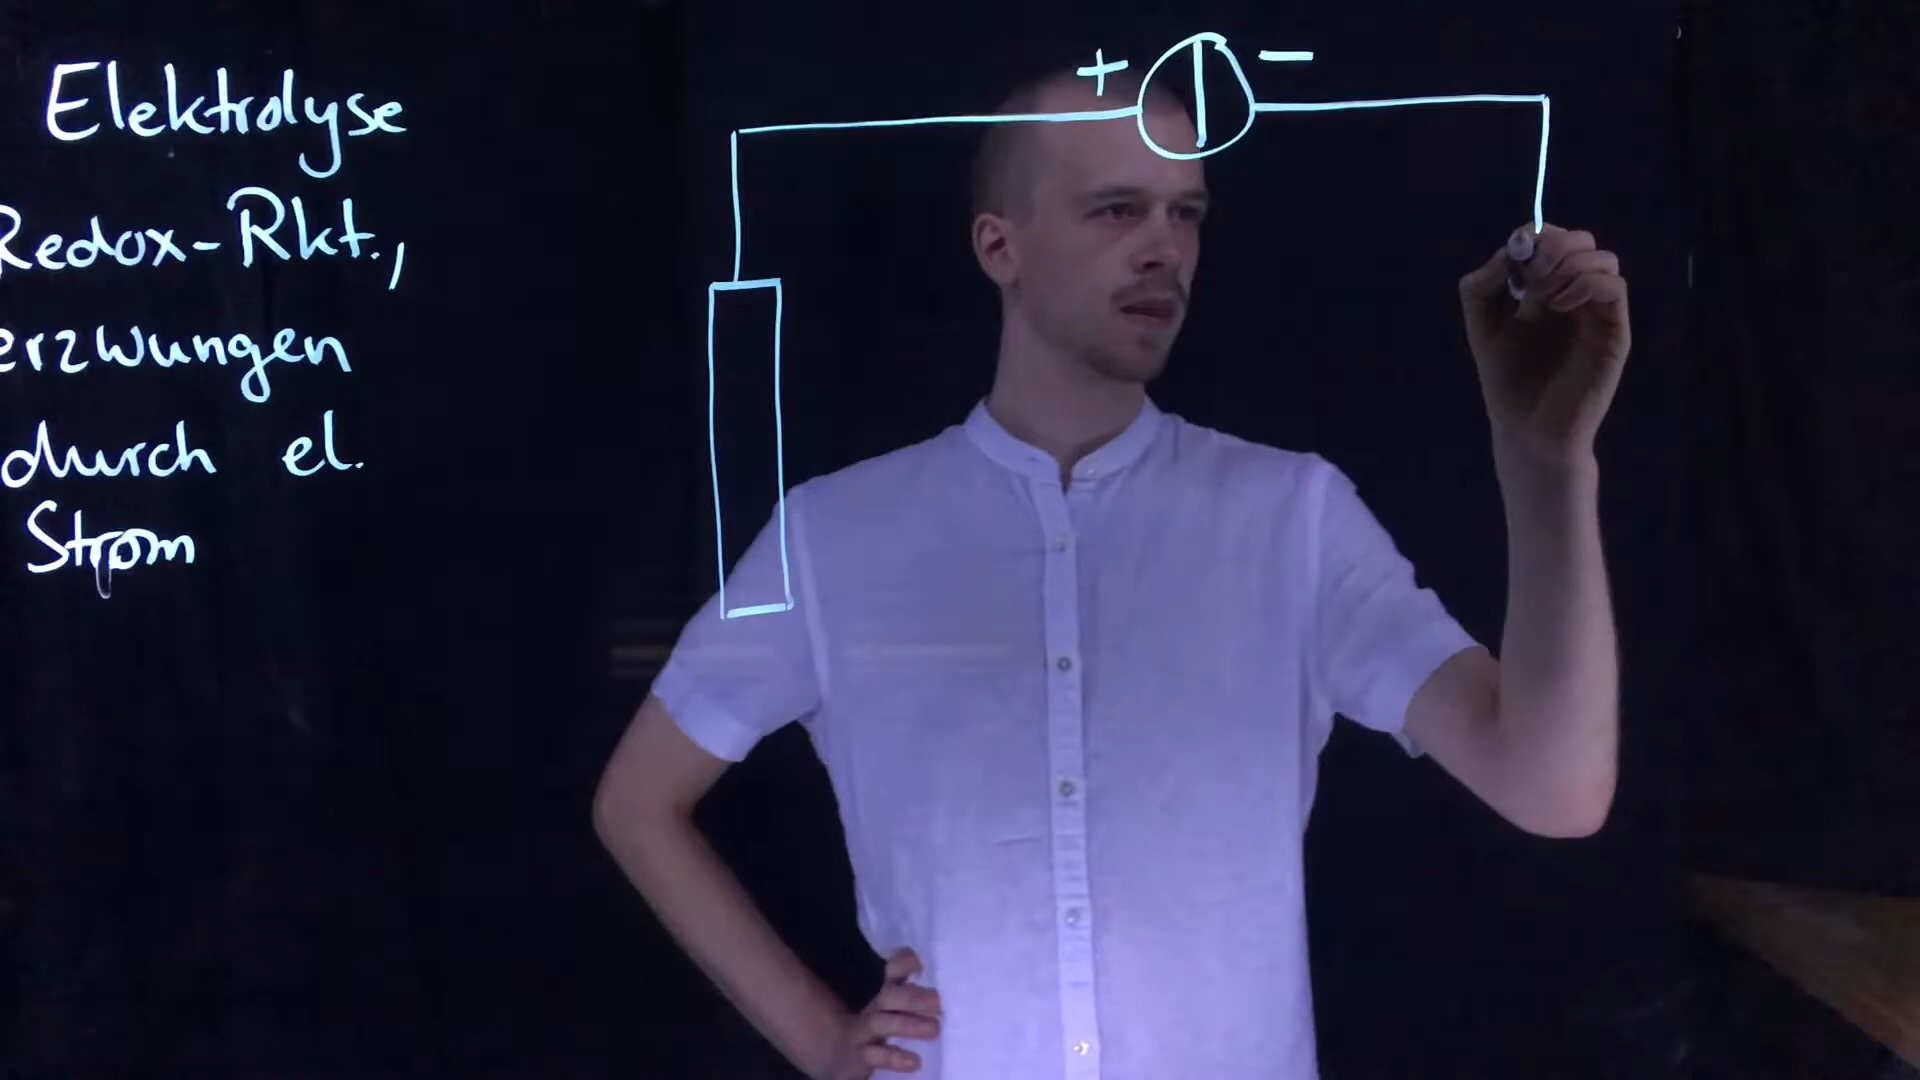 Elektrolyse
Redox-Rkt.,
erzwungen
durch el.
Strom
+ −